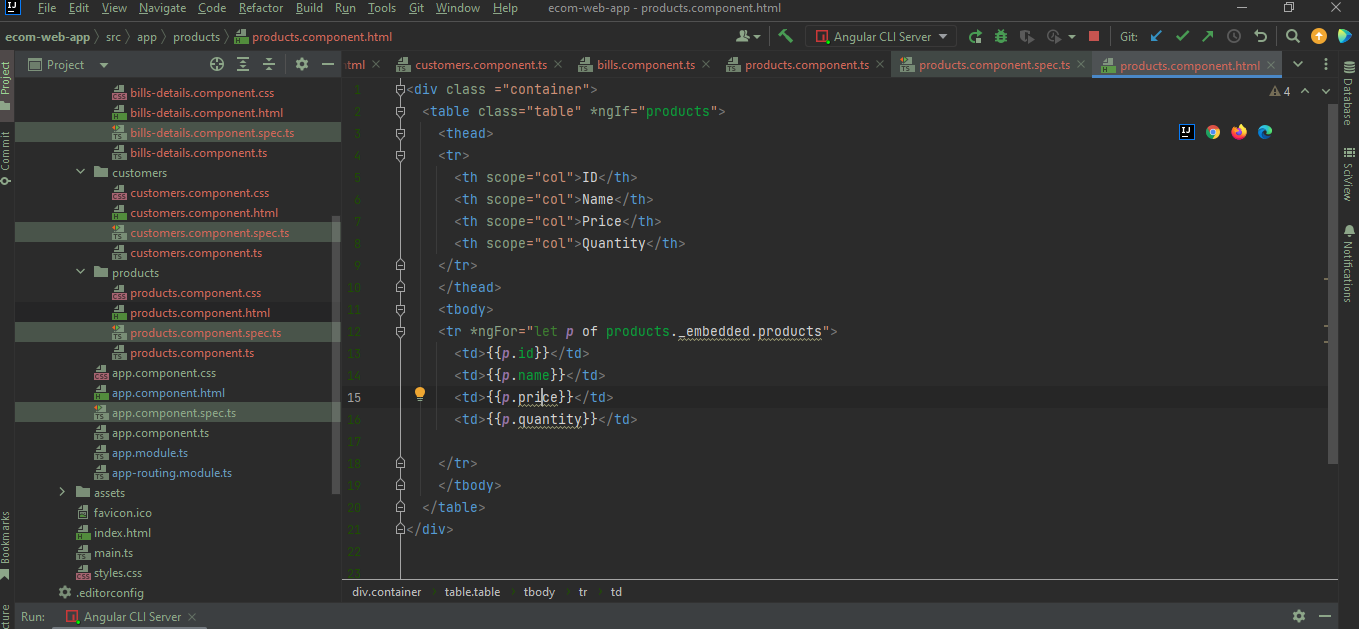 IJ File Edit View Navigate Code Refactor Build Run Tools Git Window Help ecom-web-app - products.component.html
ecom-web-app src app products products.component.html Angular CLI Server Git:
Project tml customers.component.ts bills.component.ts products.component.ts products.component.spec.ts products.component.html
bills-details.component.css
bills-details.component.html
bills-details.component.spec.ts
bills-details.component.ts
customers
customers.component.css
customers.component.html
customers.component.spec.ts
customers.component.ts
products
products.component.css
products.component.html
products.component.spec.ts
products.component.ts
app.component.css
app.component.html
app.component.spec.ts
app.component.ts
app.module.ts
app-routing.module.ts
assets
favicon.ico
index.html
main.ts
styles.css
.editorconfig
1 <div class ="container">
2 <table class="table" *ngIf="products">
3 <thead>
4 <tr>
5 <th scope="col">ID</th>
6 <th scope="col">Name</th>
7 <th scope="col">Price</th>
8 <th scope="col">Quantity</th>
9 </tr>
10 </thead>
11 <tbody>
12 <tr *ngFor="let p of products._embedded.products">
13 <td>{{p.id}}</td>
14 <td>{{p.name}}</td>
15 <td>{{p.price}}</td>
16 <td>{{p.quantity}}</td>
17
18 </tr>
19 </tbody>
20 </table>
21 </div>
22
23
4
IJ
div.container table.table tbody tr td
Project
Commit
Bookmarks
cture
Database
SciView
Notifications
Run: Angular CLI Server